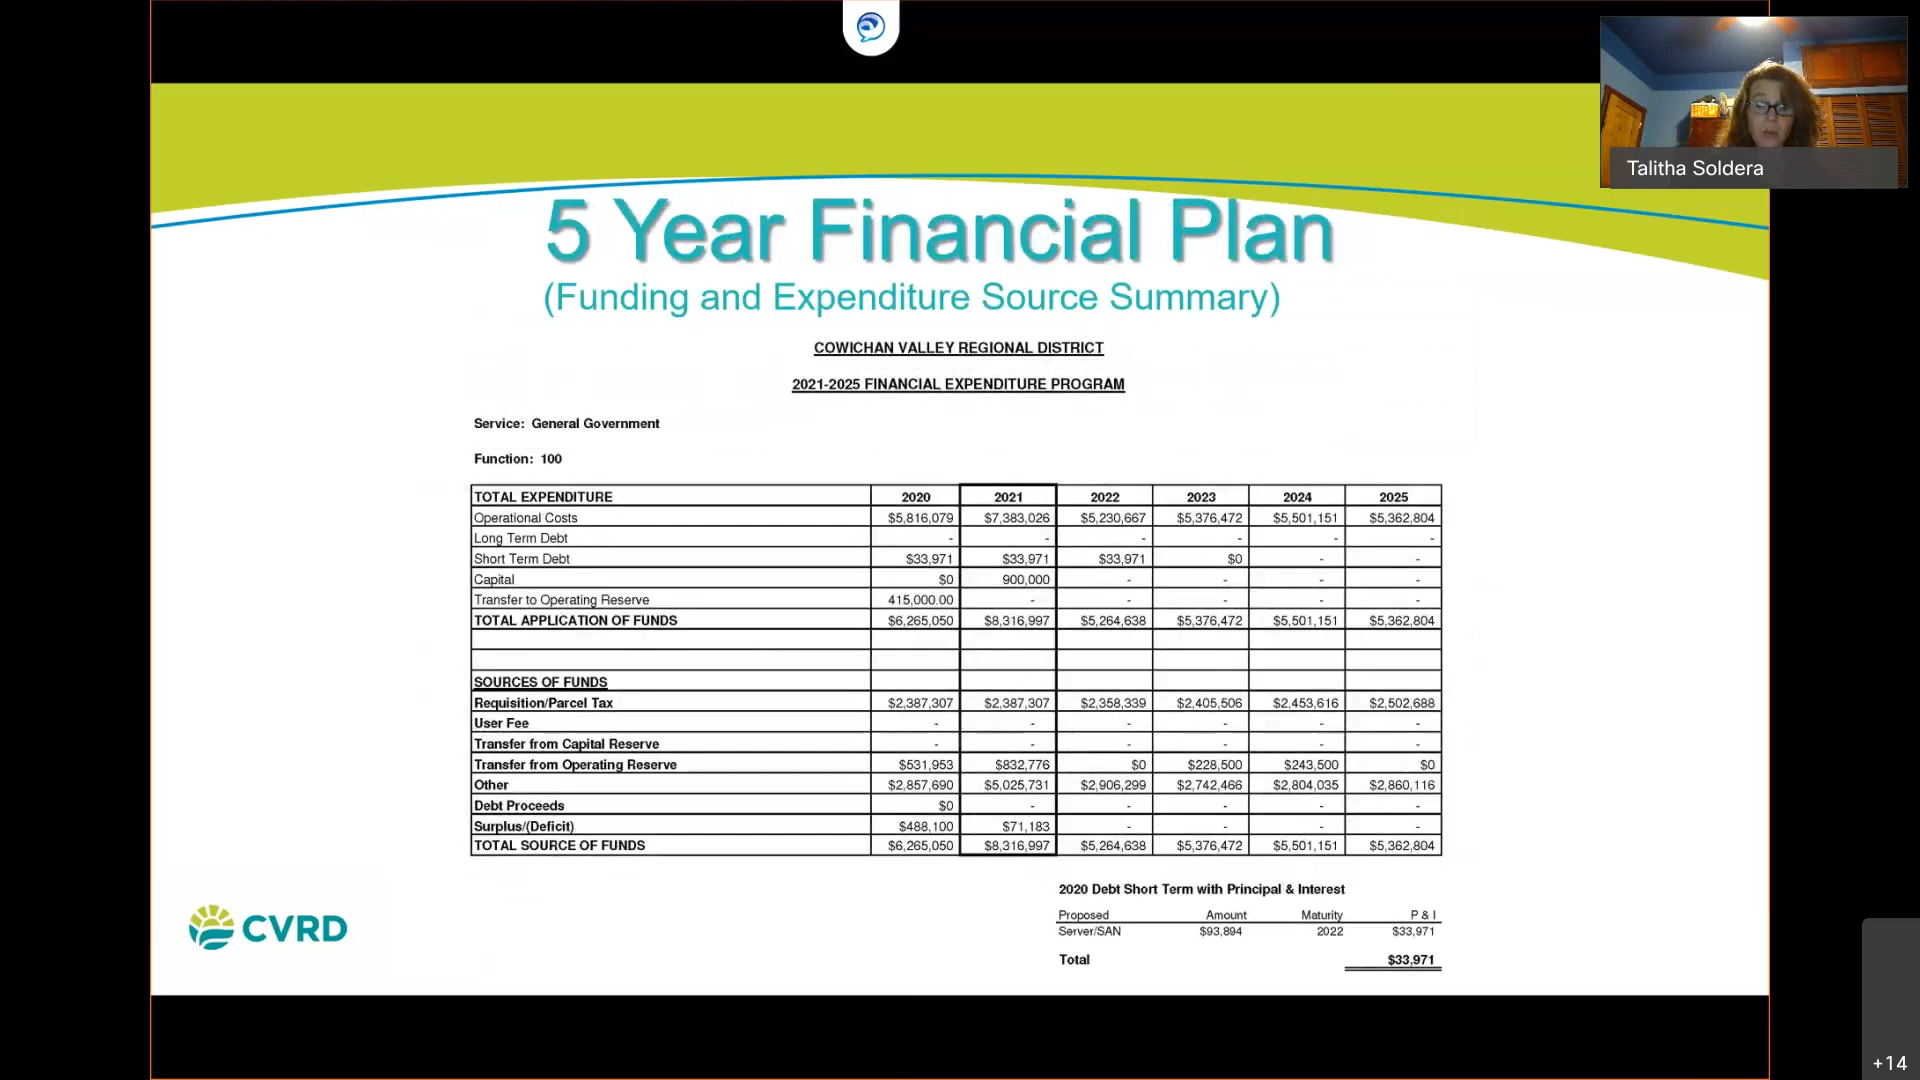 Talitha Soldera
5 Year Financial Plan
(Funding and Expenditure Source Summary)
COWICHAN VALLEY REGIONAL DISTRICT
2021-2025 FINANCIAL EXPENDITURE PROGRAM
Service: General Government
Function: 100
TOTAL EXPENDITURE 2020 2021 2022 2023 2024 2025
Operational Costs $5,816,079 $7,383,026 $5,230,667 $5,376,472 $5,501,151 $5,362,804
Long Term Debt - - - - - -
Short Term Debt $33,971 $33,971 $33,971 $0 - -
Capital $0 900,000 - - - -
Transfer to Operating Reserve 415,000.00 - - - - -
TOTAL APPLICATION OF FUNDS $6,265,050 $8,316,997 $5,264,638 $5,376,472 $5,501,151 $5,362,804
SOURCES OF FUNDS
Requisition/Parcel Tax $2,387,307 $2,387,307 $2,358,339 $2,405,506 $2,453,616 $2,502,688
User Fee - - - - - -
Transfer from Capital Reserve - - - - - -
Transfer from Operating Reserve $531,953 $832,776 $0 $228,500 $243,500 $0
Other $2,857,690 $5,025,731 $2,906,299 $2,742,466 $2,804,035 $2,860,116
Debt Proceeds $0 - - - - -
Surplus/(Deficit) $488,100 $71,183 - - - -
TOTAL SOURCE OF FUNDS $6,265,050 $8,316,997 $5,264,638 $5,376,472 $5,501,151 $5,362,804
2020 Debt Short Term with Principal & Interest
Proposed Amount Maturity P & I
Server/SAN $93,894 2022 $33,971
Total $33,971
CVRD
+14